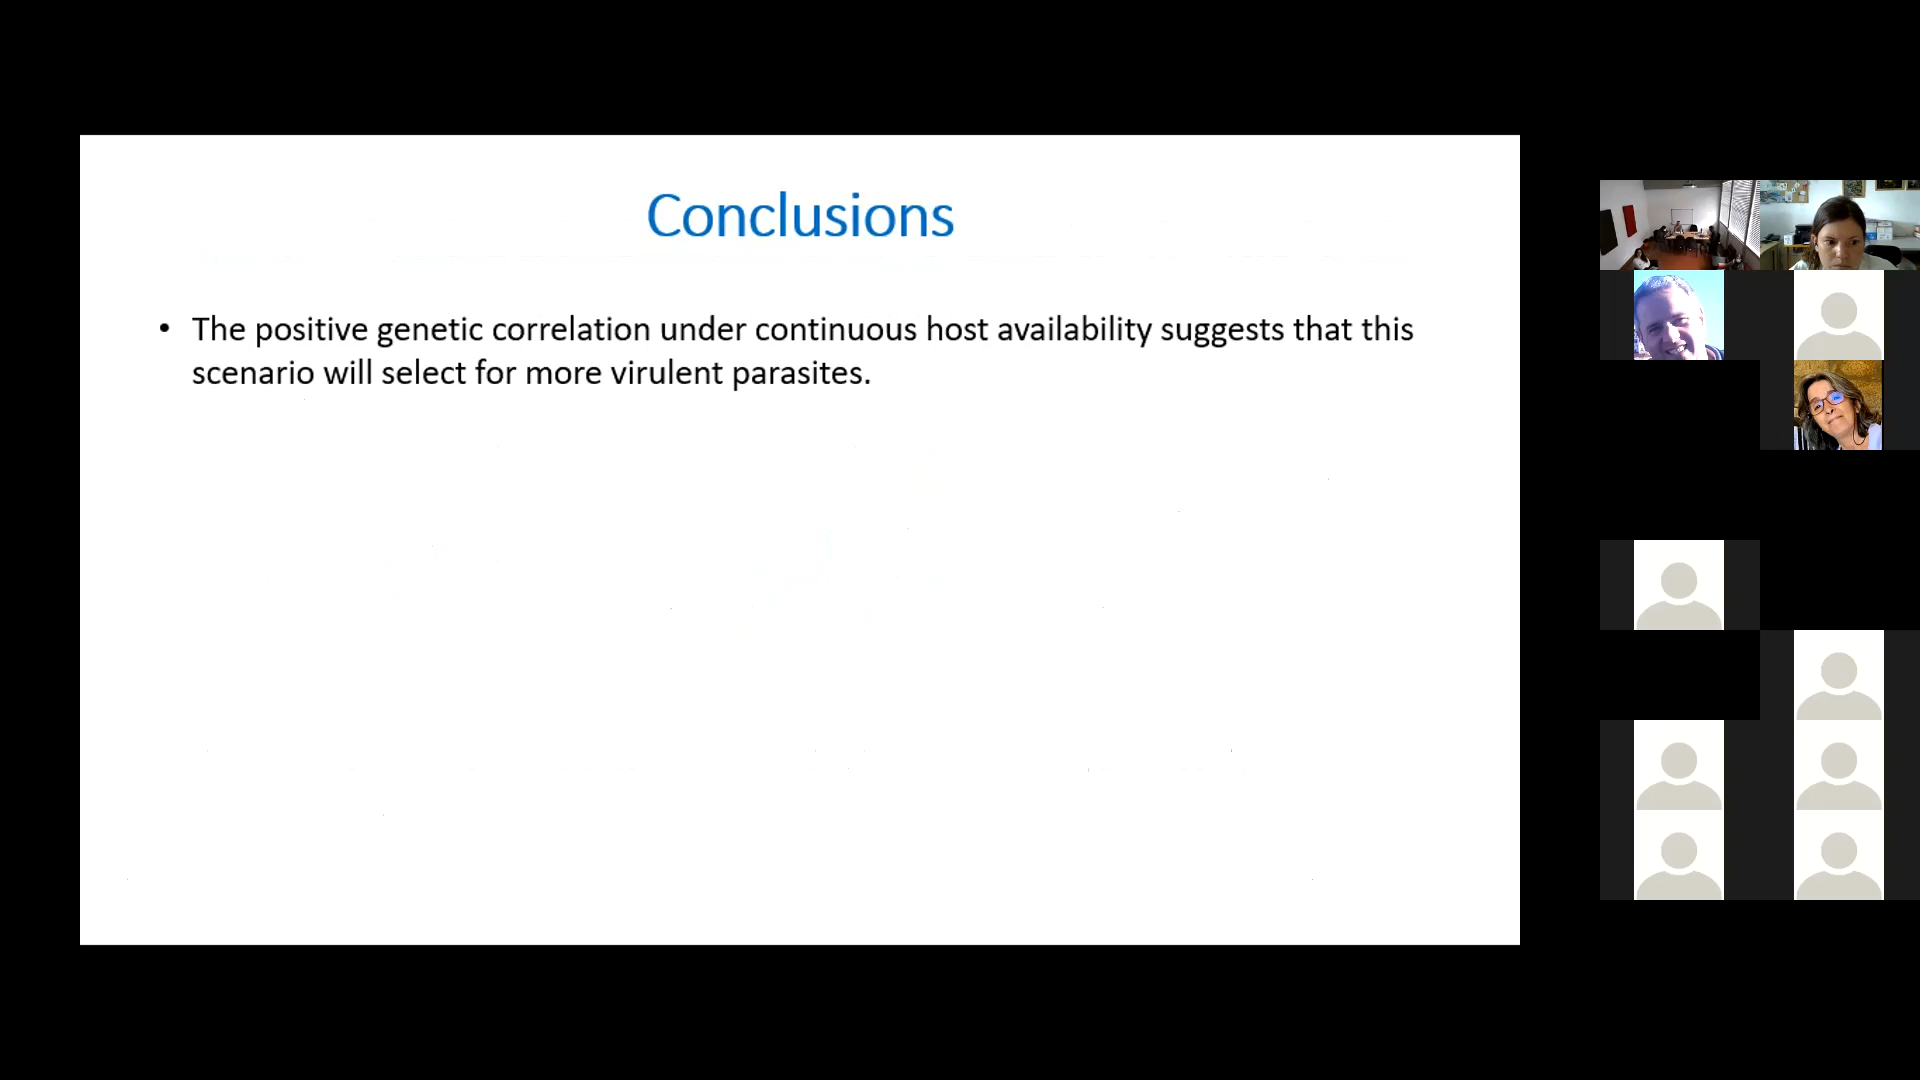 Conclusions
• The positive genetic correlation under continuous host availability suggests that this
scenario will select for more virulent parasites.